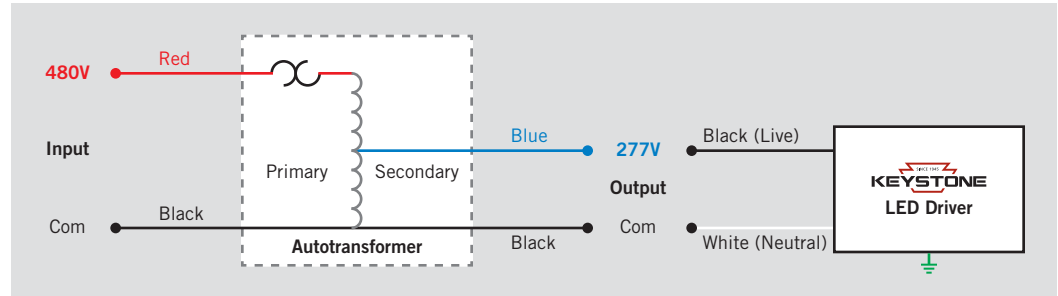 480V
Red
Input
Primary
Secondary
Blue
277V
Black (Live)
Output
Com
Black
Autotransformer
Black
Com
White (Neutral)
SINCE 1945
KEYSTONE
LED Driver